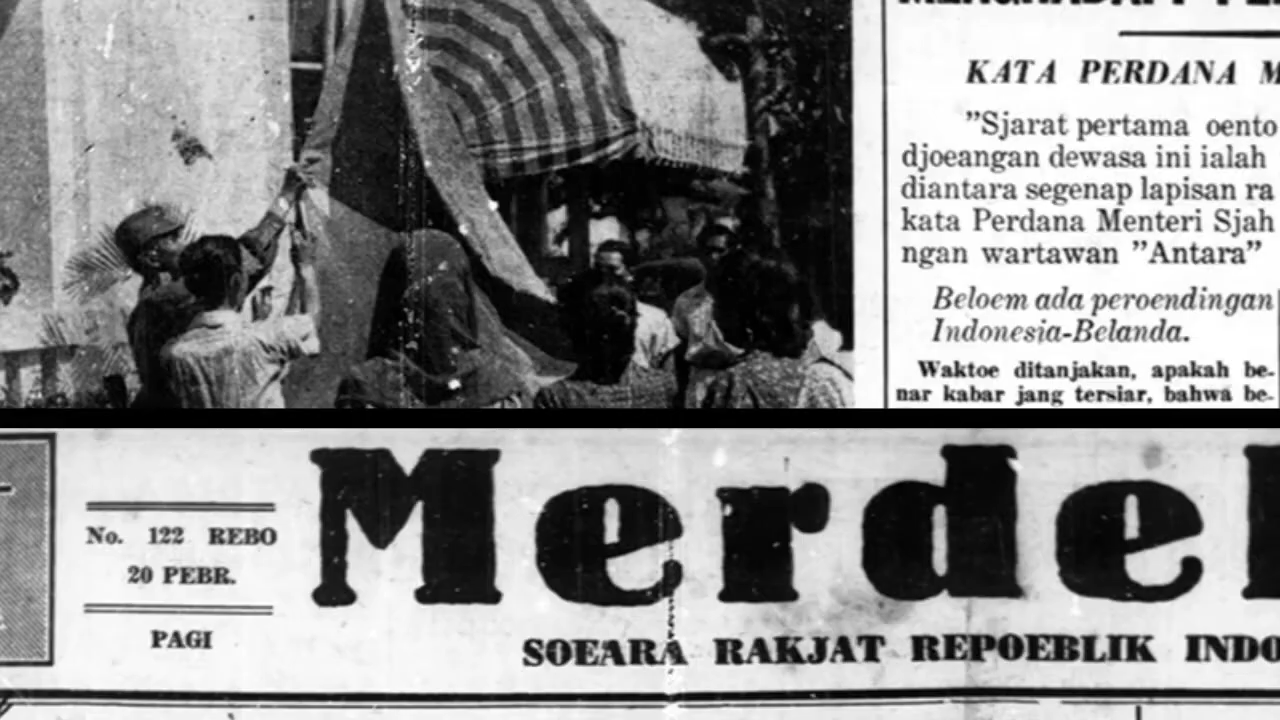 KATA PERDANA M
"Sjarat pertama oento
djoeangan dewasa ini ialah
diantara segenap lapisan ra
kata Perdana Menteri Sjah
ngan wartawan "Antara"
Beloem ada peroendingan
Indonesia-Belanda.
Waktoe ditanjakan, apakah be-
nar kabar jang tersiar, bahwa be-
No. 122 REBO
20 PEBR.
PAGI
Merdek
SOEARA RAKJAT REPOEBLIK INDO